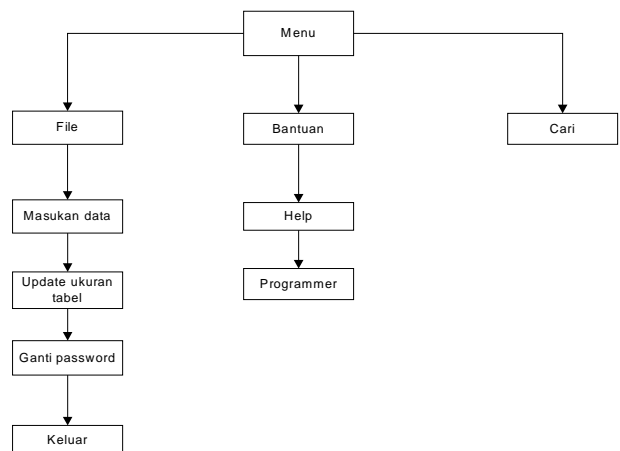 Menu
File
Bantuan
Cari
Masukan data
Help
Update ukuran
tabel
Programmer
Ganti password
Keluar